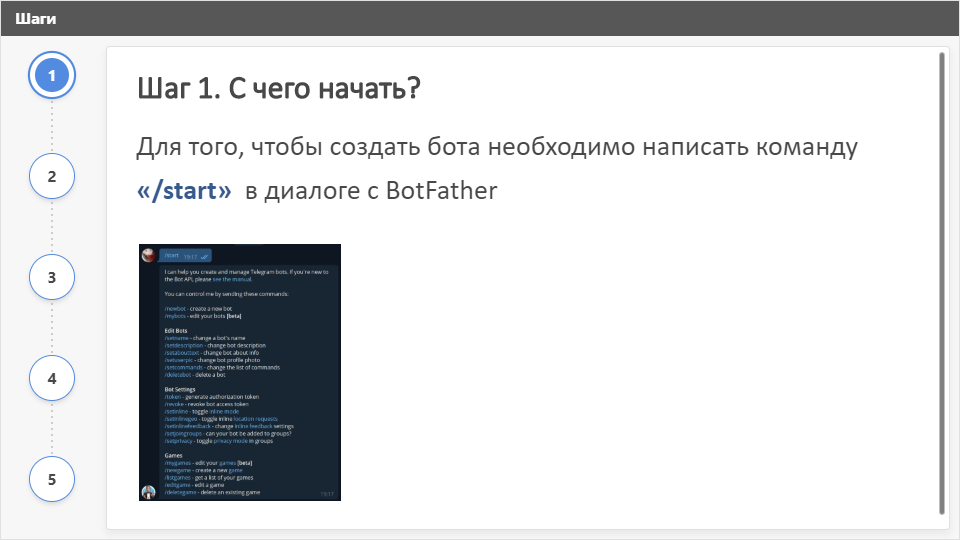 Шаги
1
2
3
4
5
Шаг 1. С чего начать?
Для того, чтобы создать бота необходимо написать команду
«/start» в диалоге с BotFather
/start 19:17
I can help you create and manage Telegram bots. If you're new to
the Bot API, please see the manual.
You can control me by sending these commands:
/newbot - create a new bot
/mybots - edit your bots [beta]
Edit Bots
/setname - change a bot's name
/setdescription - change bot description
/setabouttext - change bot about info
/setuserpic - change bot profile photo
/setcommands - change the list of commands
/deletebot - delete a bot
Bot Settings
/token - generate authorization token
/revoke - revoke bot access token
/setinline - toggle inline mode
/setinlinegeo - toggle inline location requests
/setinlinefeedback - change inline feedback settings
/setjoingroups - can your bot be added to groups?
/setprivacy - toggle privacy mode in groups
Games
/mygames - edit your games [beta]
/newgame - create a new game
/listgames - get a list of your games
/editgame - edit a game
/deletegame - delete an existing game
19:17